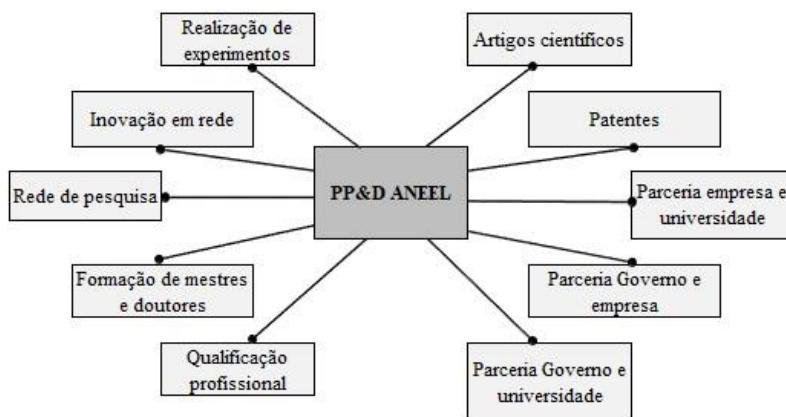 Realização de
experimentos
Artigos científicos
Inovação em rede
Patentes
PP&D ANEEL
Rede de pesquisa
Parceria empresa e
universidade
Formação de mestres
e doutores
Parceria Governo e
empresa
Qualificação
profissional
Parceria Governo e
universidade